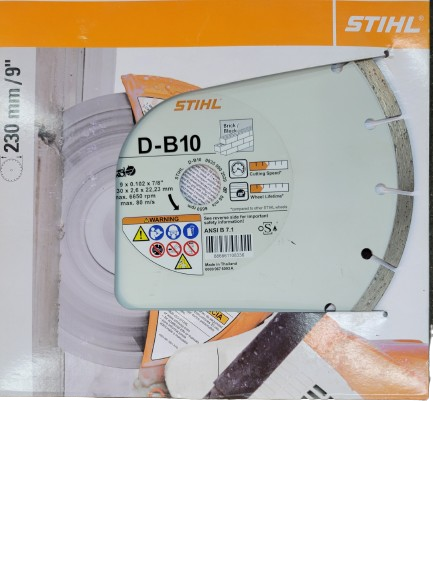 STIHL
230 mm / 9"
STIHL
D-B10
Brick /
Block
9 x 0.102 x 7/8"
230 x 2,6 x 22,23 mm
max. 6650 rpm
max. 80 m/s
Cutting Speed*
Wheel Lifetime*
*compared to other STIHL wheels
WARNING
See reverse side for important
safety information!
ANSI B 7.1
Made in Thailand
STIHL
D-B10